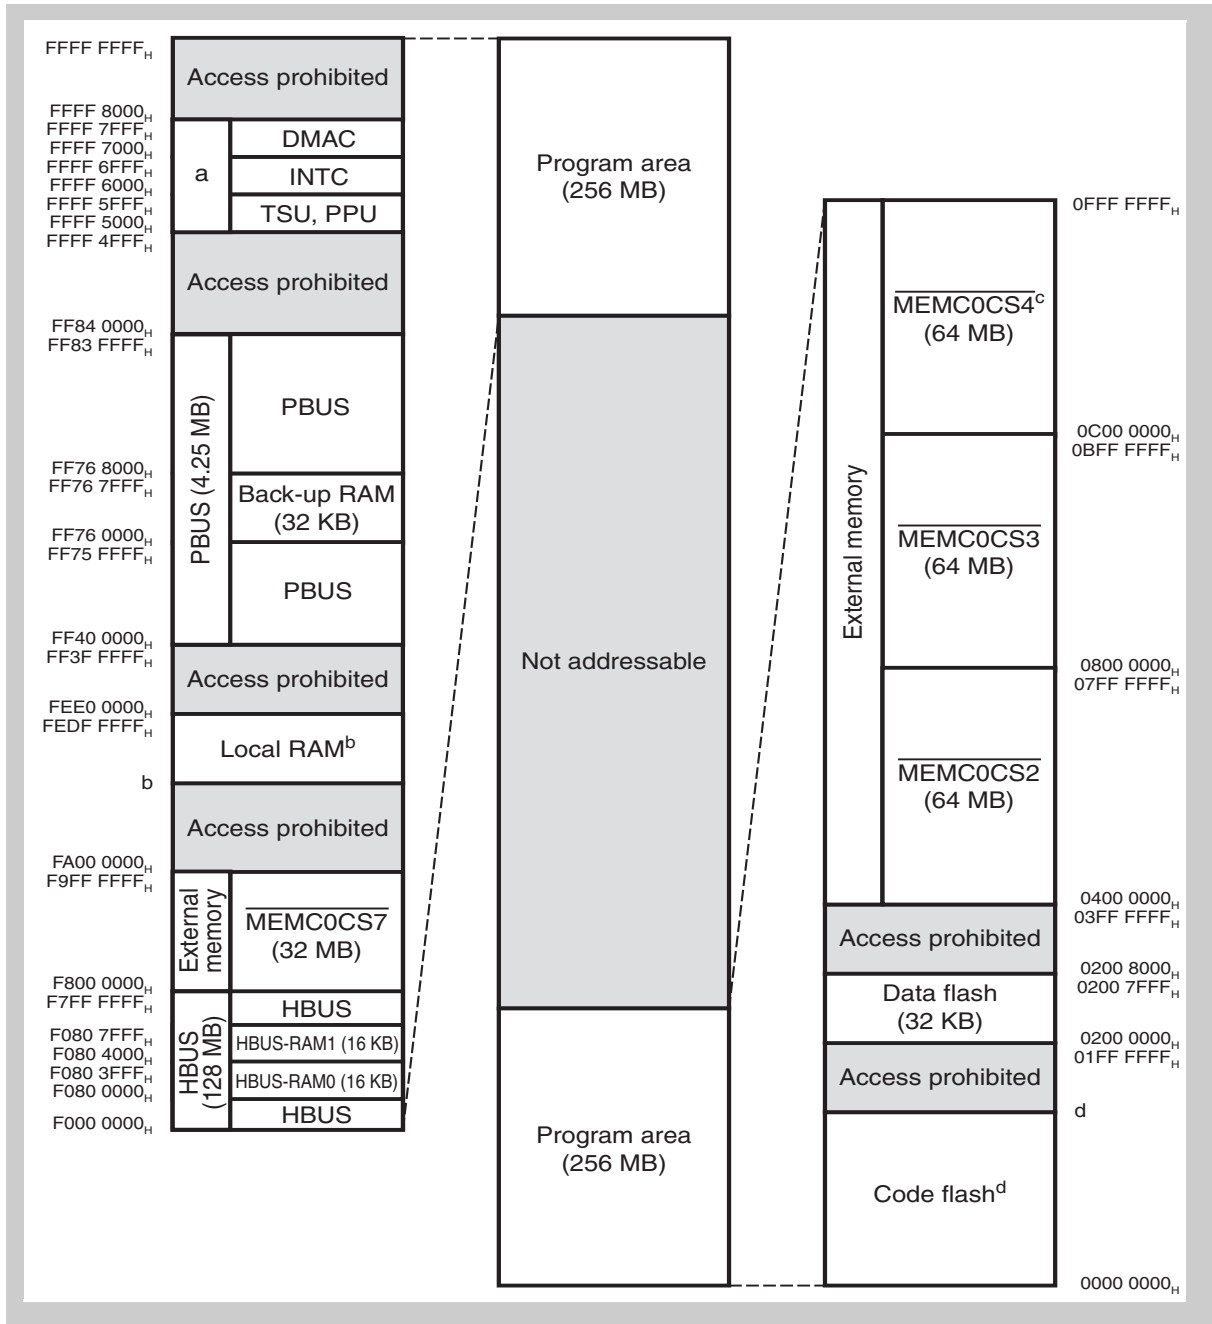 FFFF FFFFH
Access prohibited
FFFF 8000H
FFFF 7FFFH
DMAC
FFFF 7000H
FFFF 6FFFH
a
INTC
FFFF 6000H
FFFF 5FFFH
TSU, PPU
FFFF 5000H
FFFF 4FFFH
Access prohibited
FF84 0000H
FF83 FFFFH
PBUS (4.25 MB)
PBUS
FF76 8000H
FF76 7FFFH
Back-up RAM
(32 KB)
FF76 0000H
FF75 FFFFH
PBUS
FF40 0000H
FF3F FFFFH
Access prohibited
FEE0 0000H
FEDF FFFFH
Local RAMb
b
Access prohibited
FA00 0000H
F9FF FFFFH
External
memory
MEMC0CS7
(32 MB)
F800 0000H
F7FF FFFFH
HBUS
(128 MB)
HBUS
F080 7FFFH
HBUS-RAM1 (16 KB)
F080 4000H
F080 3FFFH
HBUS-RAM0 (16 KB)
F080 0000H
HBUS
F000 0000H
Program area
(256 MB)
Not addressable
Program area
(256 MB)
0FFF FFFFH
External memory
MEMC0CS4c
(64 MB)
0C00 0000H
0BFF FFFFH
MEMC0CS3
(64 MB)
0800 0000H
07FF FFFFH
MEMC0CS2
(64 MB)
0400 0000H
03FF FFFFH
Access prohibited
0200 8000H
0200 7FFFH
Data flash
(32 KB)
0200 0000H
01FF FFFFH
Access prohibited
d
Code flashd
0000 0000H